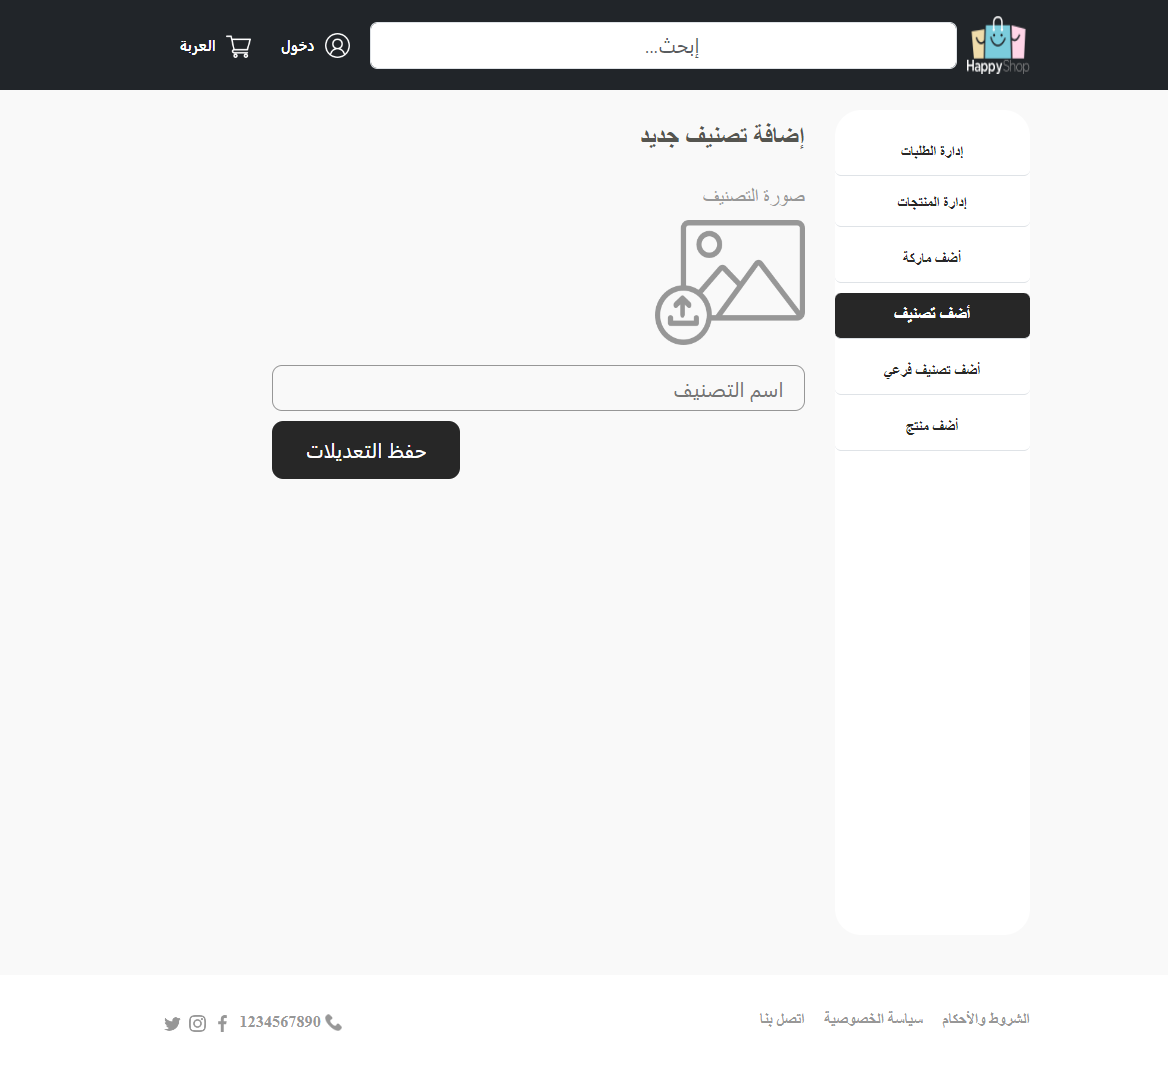 HappyShop
إبحث...
دخول
العربة
إدارة الطلبات
إدارة المنتجات
أضف ماركة
أضف تصنيف
أضف تصنيف فرعي
أضف منتج
إضافة تصنيف جديد
صورة التصنيف
اسم التصنيف
حفظ التعديلات
الشروط والأحكام
سياسة الخصوصية
اتصل بنا
1234567890